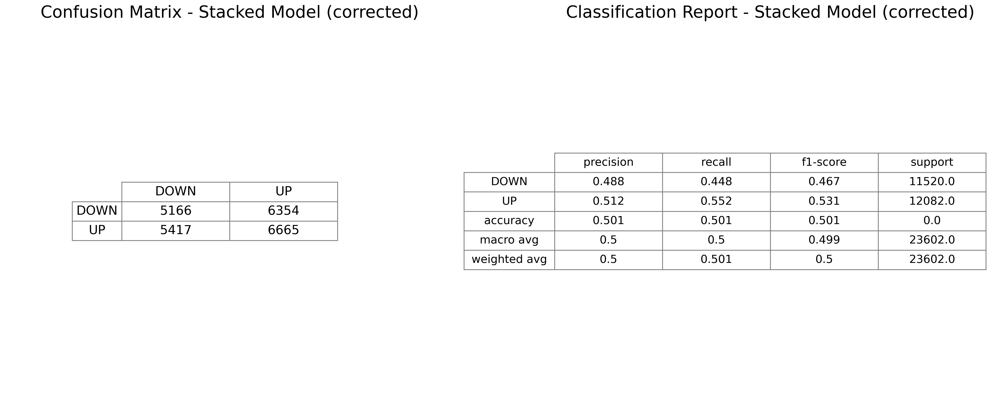 Confusion Matrix - Stacked Model (corrected)
DOWN UP
DOWN 5166 6354
UP 5417 6665
Classification Report - Stacked Model (corrected)
precision recall f1-score support
DOWN 0.488 0.448 0.467 11520.0
UP 0.512 0.552 0.531 12082.0
accuracy 0.501 0.501 0.501 0.0
macro avg 0.5 0.5 0.499 23602.0
weighted avg 0.5 0.501 0.5 23602.0